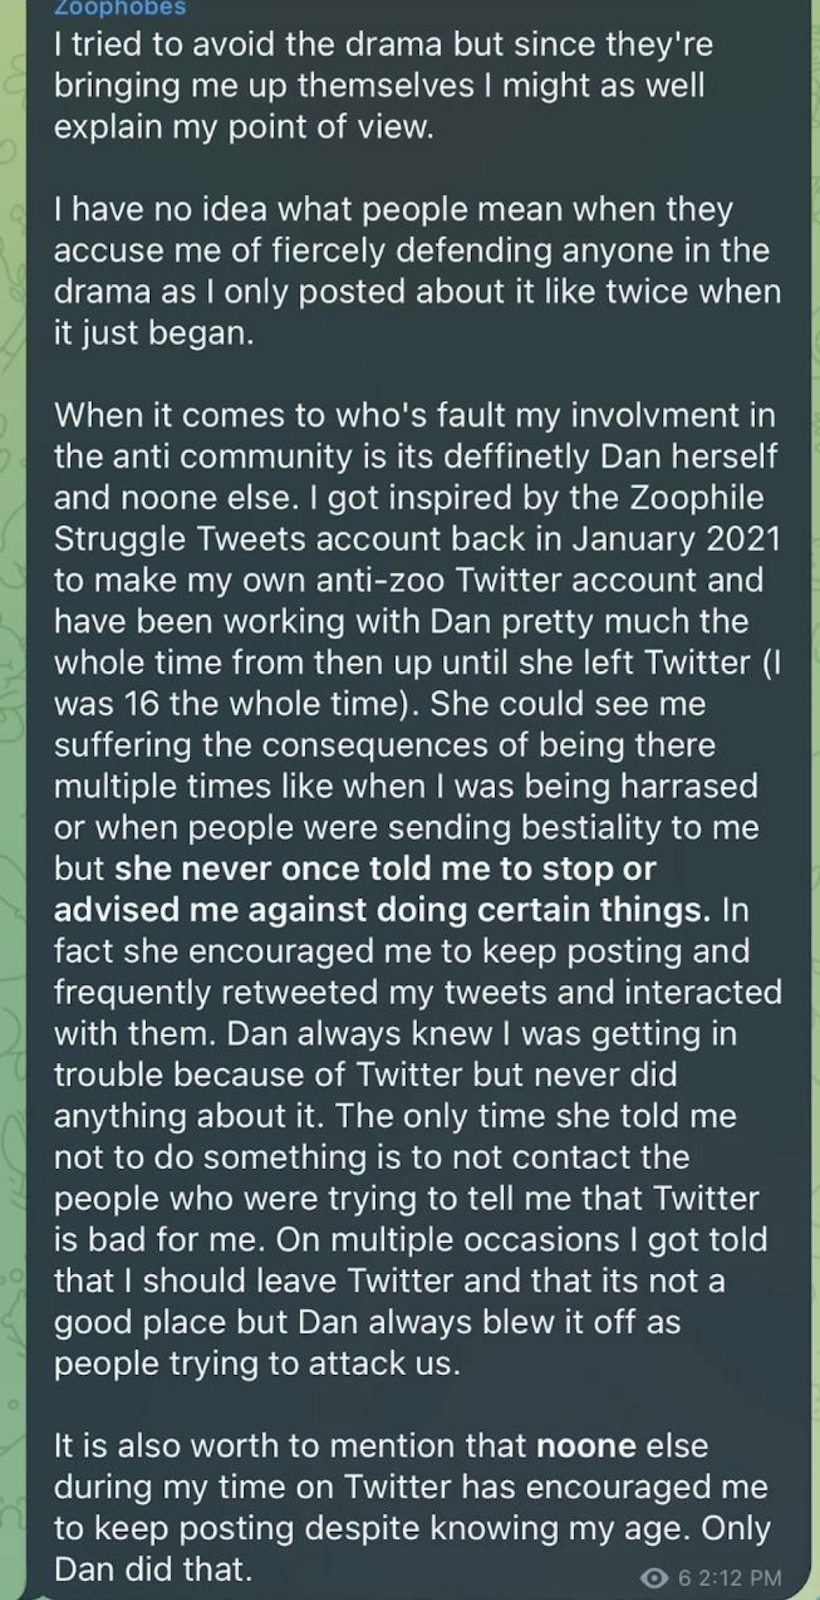 Zoophobes
I tried to avoid the drama but since they're
bringing me up themselves I might as well
explain my point of view.
I have no idea what people mean when they
accuse me of fiercely defending anyone in the
drama as I only posted about it like twice when
it just began.
When it comes to who's fault my involvment in
the anti community is its deffinetly Dan herself
and noone else. I got inspired by the Zoophile
Struggle Tweets account back in January 2021
to make my own anti-zoo Twitter account and
have been working with Dan pretty much the
whole time from then up until she left Twitter (I
was 16 the whole time). She could see me
suffering the consequences of being there
multiple times like when I was being harrased
or when people were sending bestiality to me
but she never once told me to stop or
advised me against doing certain things. In
fact she encouraged me to keep posting and
frequently retweeted my tweets and interacted
with them. Dan always knew I was getting in
trouble because of Twitter but never did
anything about it. The only time she told me
not to do something is to not contact the
people who were trying to tell me that Twitter
is bad for me. On multiple occasions I got told
that I should leave Twitter and that its not a
good place but Dan always blew it off as
people trying to attack us.
It is also worth to mention that noone else
during my time on Twitter has encouraged me
to keep posting despite knowing my age. Only
Dan did that.
6 2:12 PM